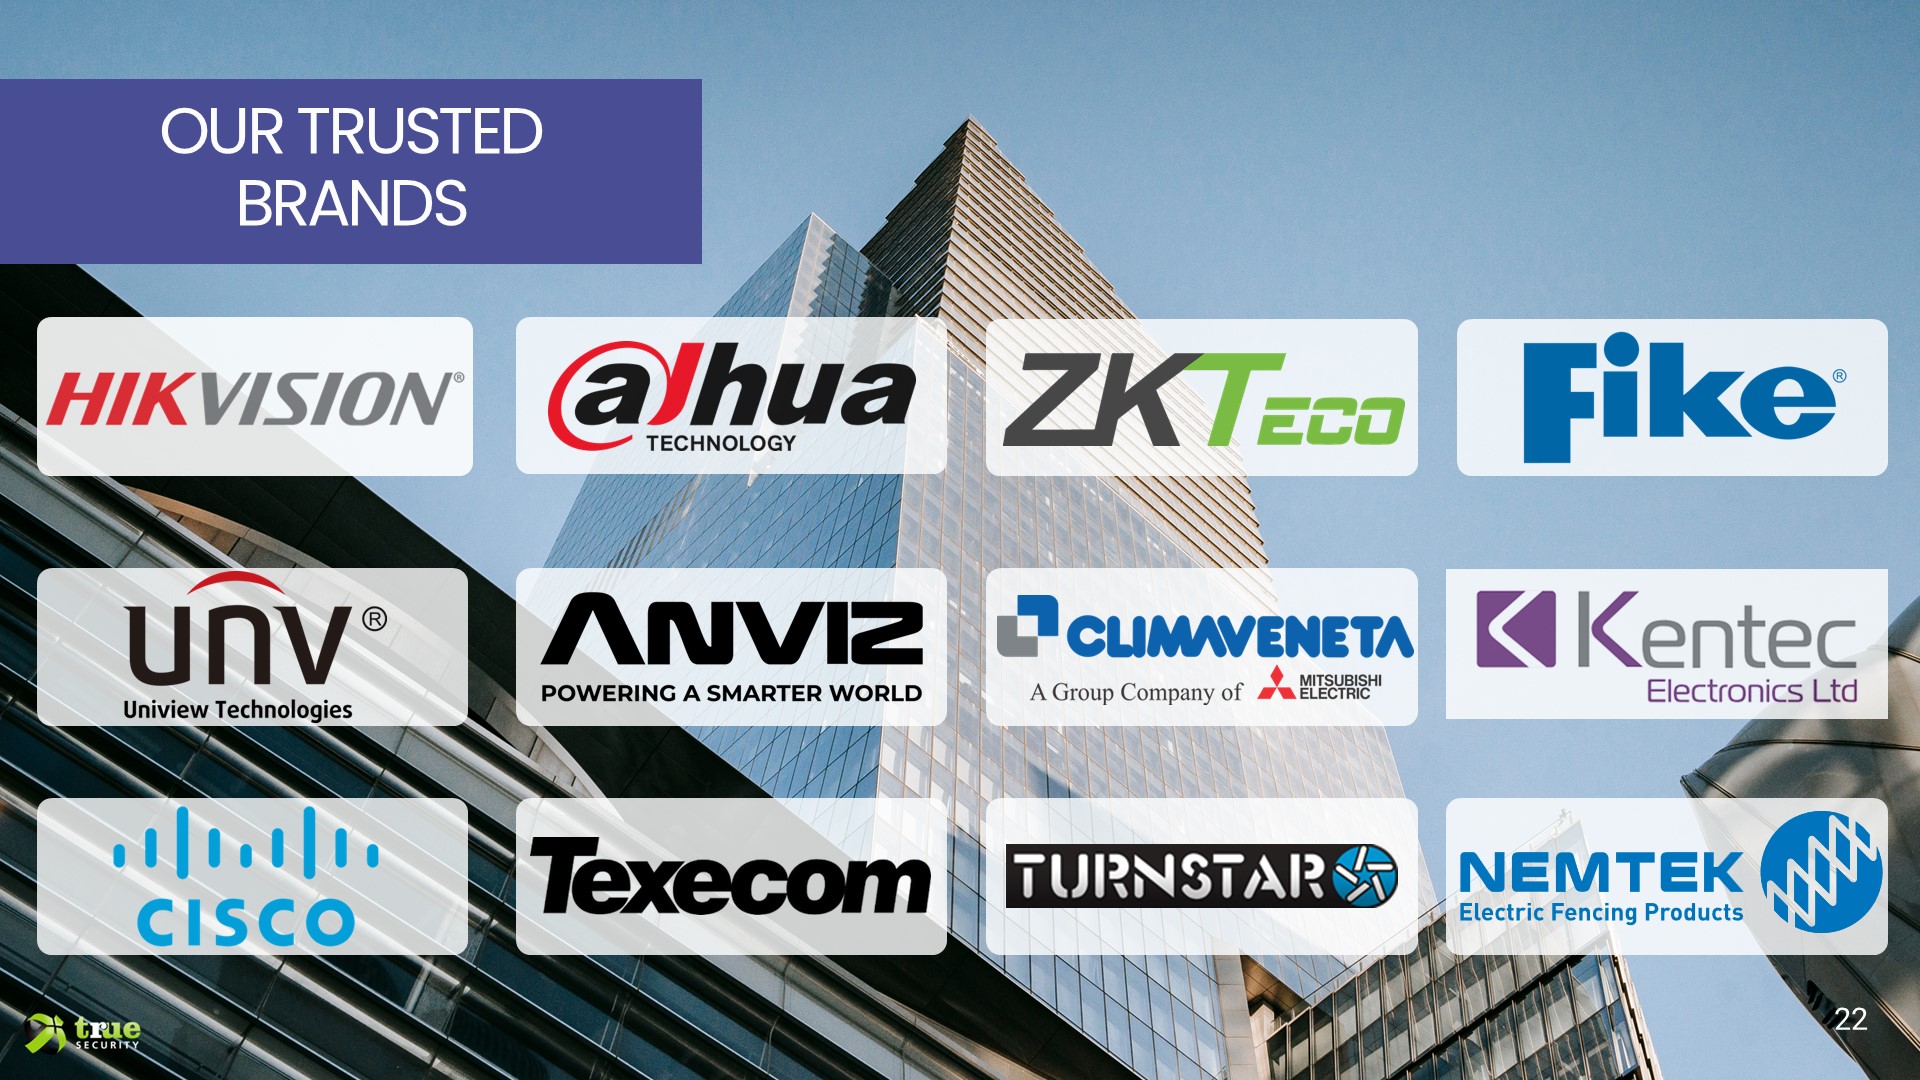 OUR TRUSTED
BRANDS
HIKVISION®
alhua
TECHNOLOGY
ZKTECO
Fike®
unv®
Uniview Technologies
ANVIZ
POWERING A SMARTER WORLD
CLIMAVENETA
A Group Company of MITSUBISHI ELECTRIC
Kentec
Electronics Ltd
CISCO
Texecom
TURNSTAR
NEMTEK
Electric Fencing Products
true
SECURITY
22